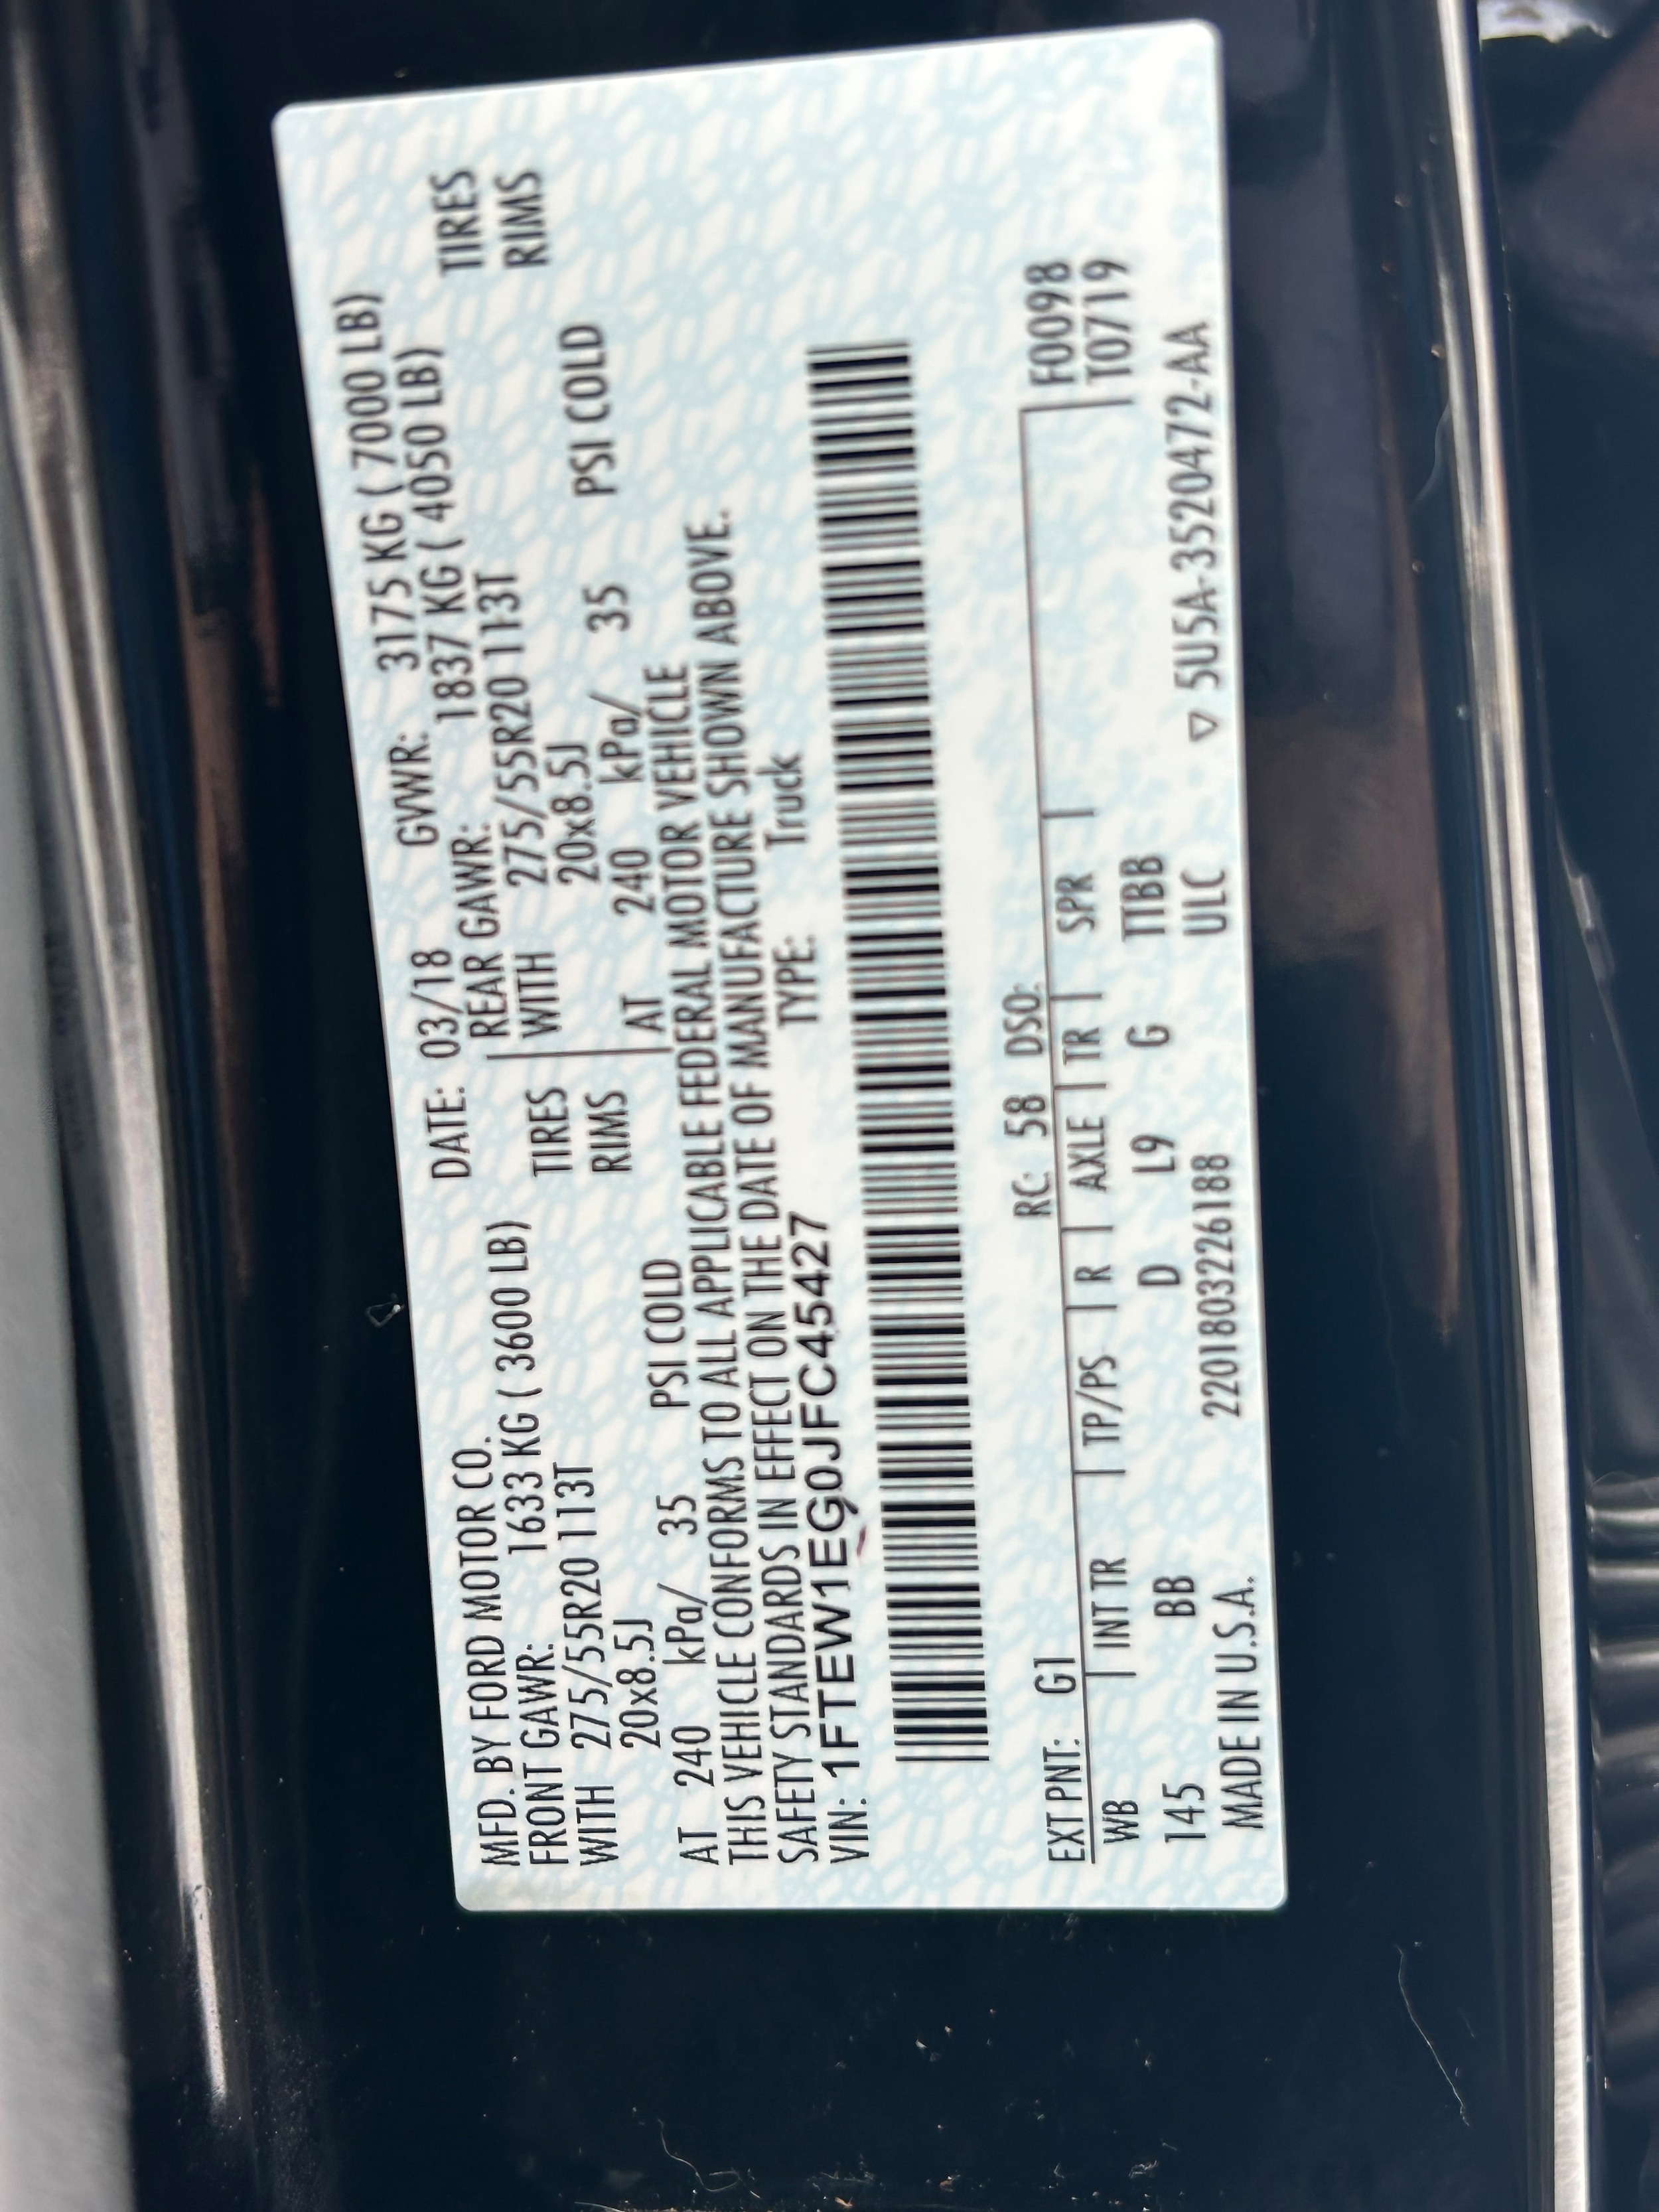 MFD. BY FORD MOTOR CO. DATE: 03/18 GVWR: 3175 KG ( 7000 LB)
FRONT GAWR: 1633 KG ( 3600 LB) REAR GAWR: 1837 KG ( 4050 LB)
WITH 275/55R20 113T TIRES WITH 275/55R20 113T TIRES
20x8.5J RIMS 20x8.5J RIMS
AT 240 kPa/ 35 PSI COLD AT 240 kPa/ 35 PSI COLD
THIS VEHICLE CONFORMS TO ALL APPLICABLE FEDERAL MOTOR VEHICLE
SAFETY STANDARDS IN EFFECT ON THE DATE OF MANUFACTURE SHOWN ABOVE.
VIN: 1FTEW1EG0JFC45427 TYPE: Truck
EXT PNT: G1 RC: 58 DSO: F0098
WB INT TR TP/PS R AXLE TR SPR T0719
145 BB D L9 G TTBB
MADE IN U.S.A. 2201803226188 ULC ▽ 5U5A-3520472-AA